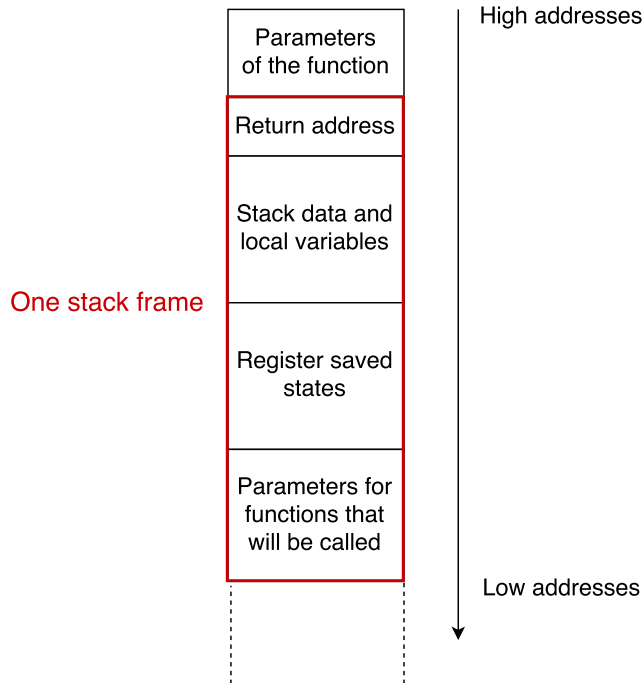 High addresses
Parameters
of the function
Return address
Stack data and
local variables
One stack frame
Register saved
states
Parameters for
functions that
will be called
Low addresses